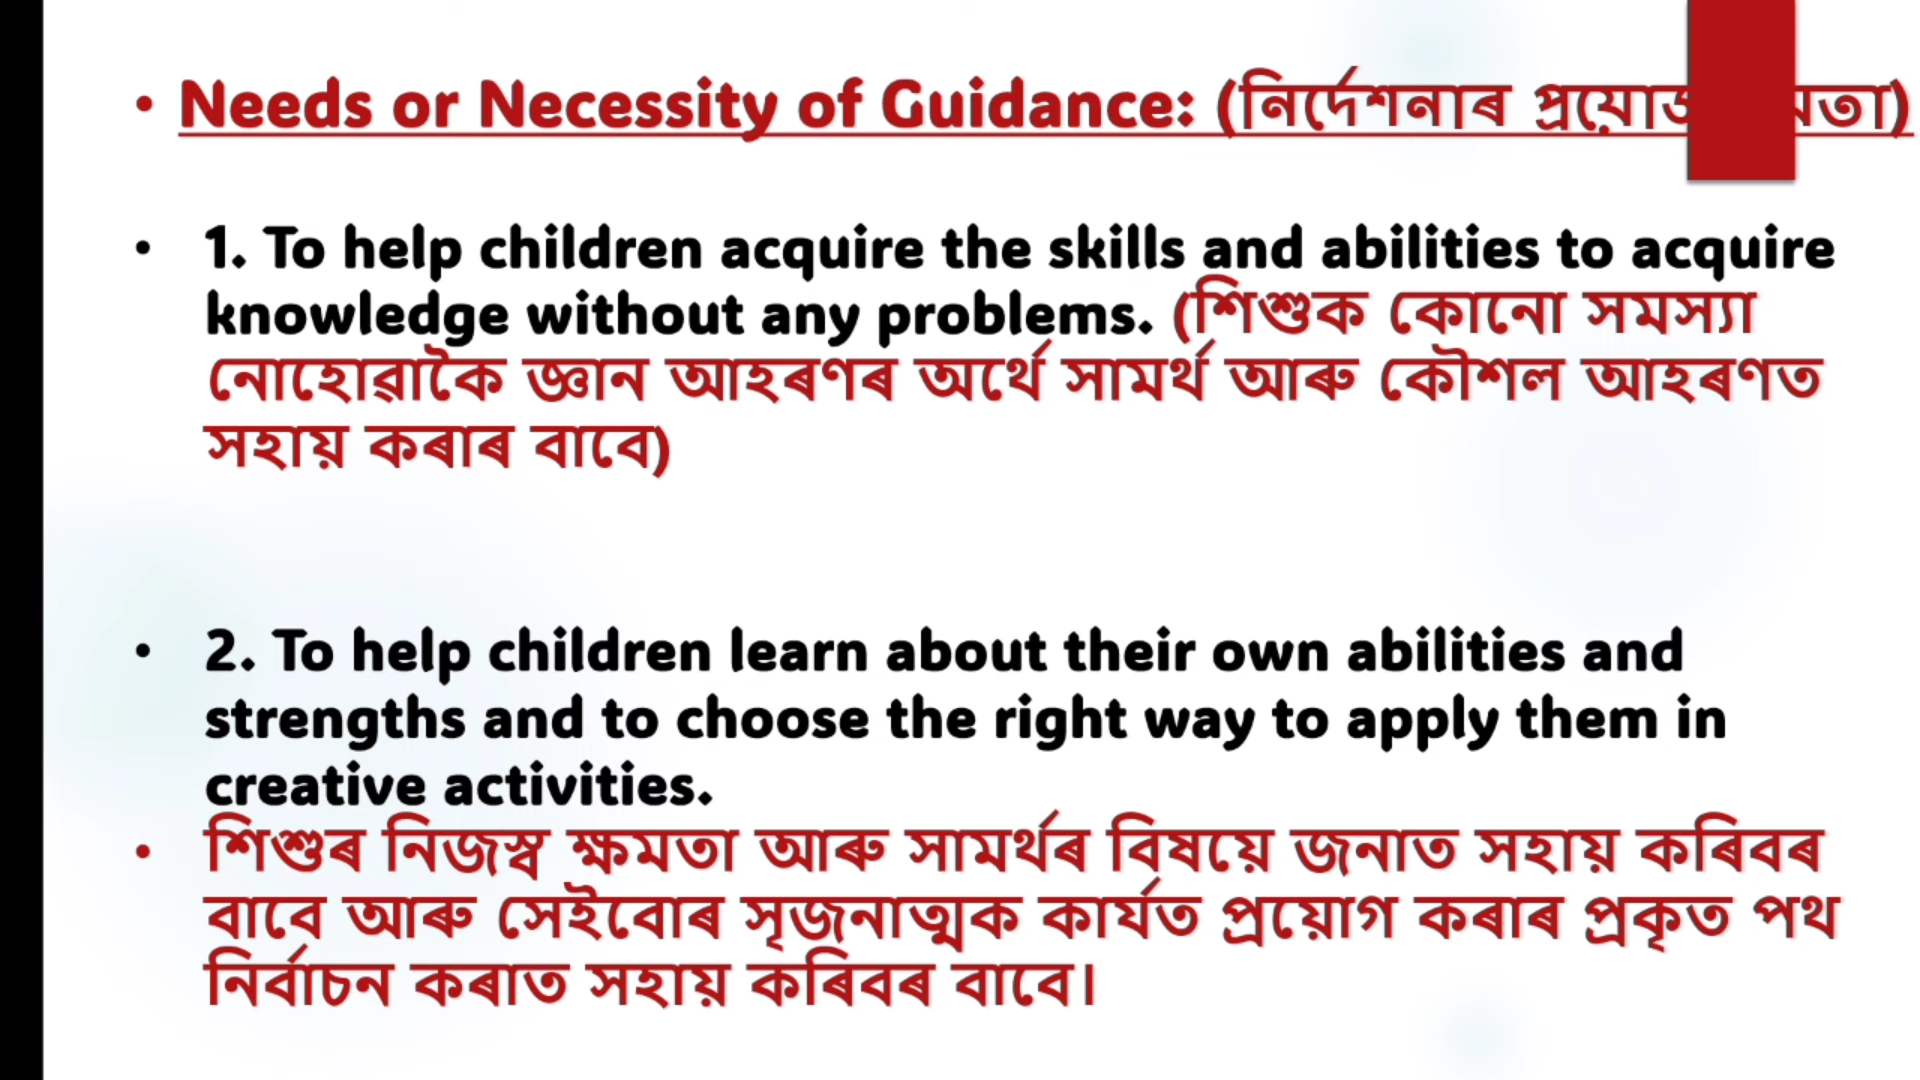 • Needs or Necessity of Guidance: (নিৰ্দেশনাৰ
• 1. To help children acquire the skills and abilities to acquire
knowledge without any problems. (শিশুক কোনো সমস্যা
নোহোৱাকৈ জ্ঞান আহৰণৰ অৰ্থে সামৰ্থ আৰু কৌশল আহৰণত
সহায় কৰাৰ বাবে)
• 2. To help children learn about their own abilities and
strengths and to choose the right way to apply them in
creative activities.
• শিশুৰ নিজস্ব ক্ষমতা আৰু সামৰ্থৰ বিষয়ে জনাত সহায় কৰিবৰ
বাবে আৰু সেইবোৰ সৃজনাত্মক কাৰ্যত প্ৰয়োগ কৰাৰ প্ৰকৃত পথ
নিৰ্বাচন কৰাত সহায় কৰিবৰ বাবে।